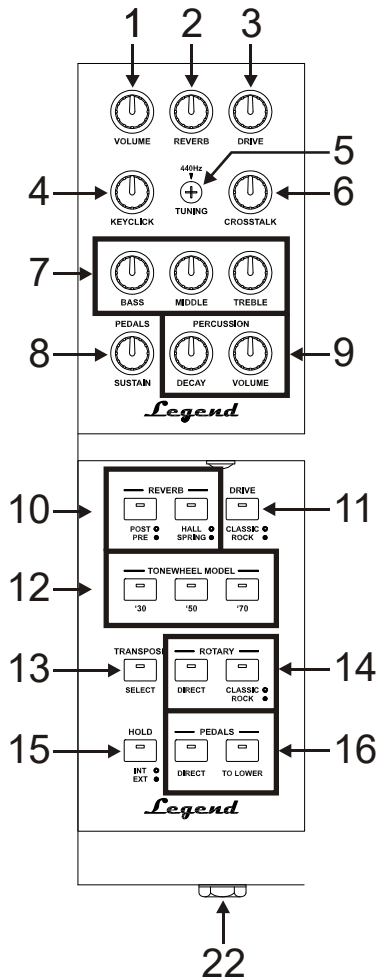 1 2 3
VOLUME REVERB DRIVE
440Hz
5
4 6
KEYCLICK TUNING CROSSTALK
7
BASS MIDDLE TREBLE
PEDALS PERCUSSION
8 9
SUSTAIN DECAY VOLUME
Legend
REVERB DRIVE
10 11
POST HALL CLASSIC
PRE SPRING ROCK
TONEWHEEL MODEL
12
'30 '50 '70
TRANSPOSE ROTARY
13 14
SELECT DIRECT CLASSIC
ROCK
HOLD PEDALS
15 16
INT DIRECT TO LOWER
EXT
Legend
22